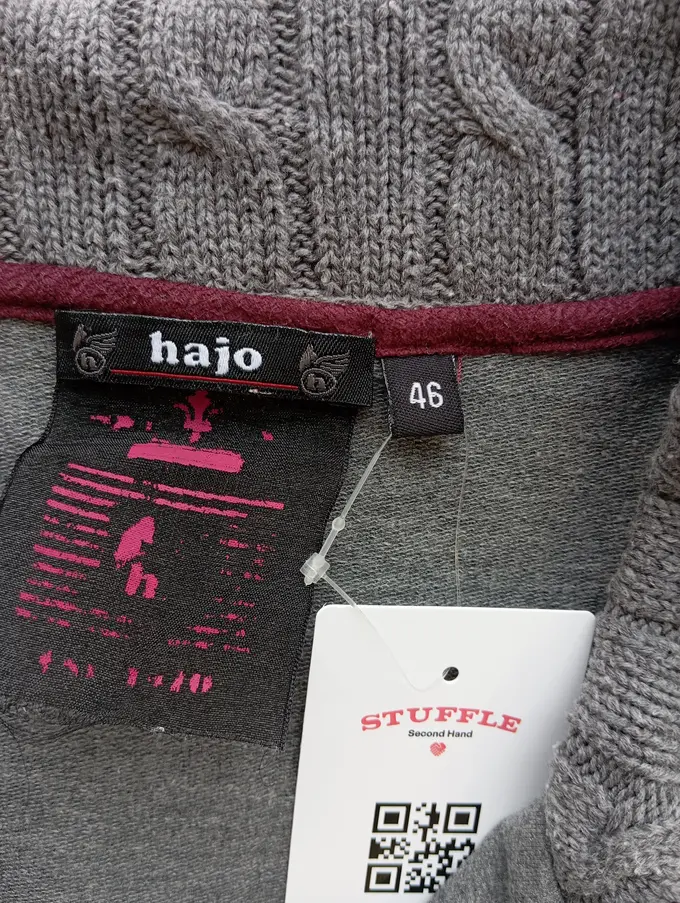 hajo
46
h
STUFFLE
Second Hand